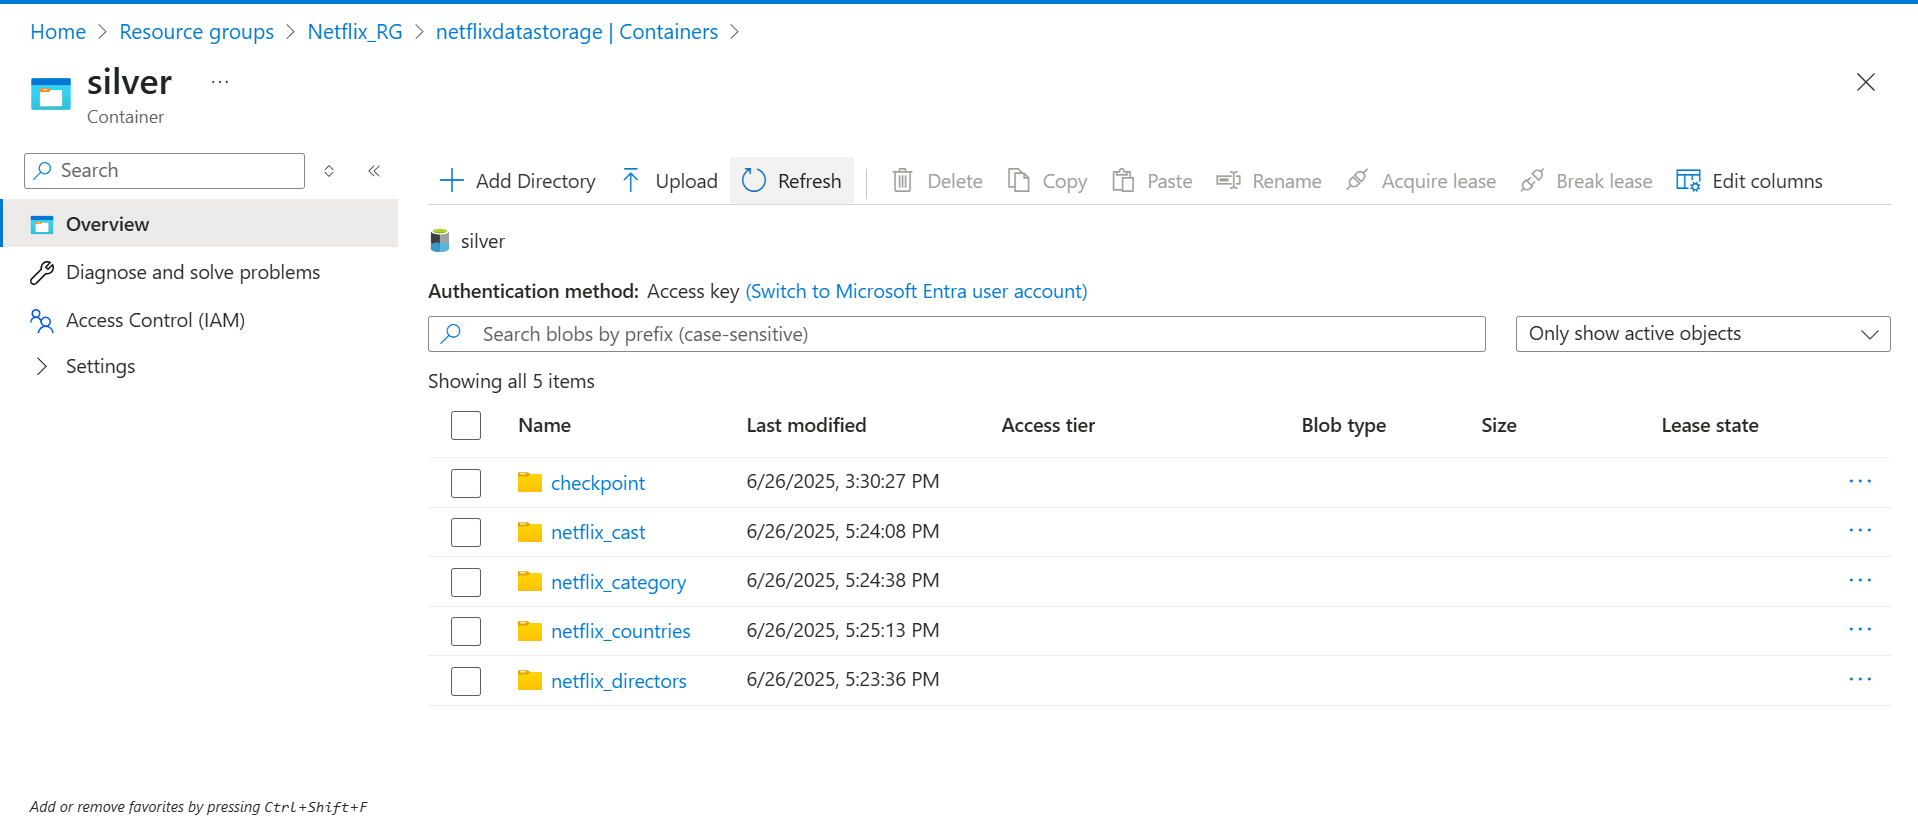 Home > Resource groups > Netflix_RG > netflixdatastorage | Containers >
silver ...
Container
Search
Overview
Diagnose and solve problems
Access Control (IAM)
Settings
Add Directory Upload Refresh Delete Copy Paste Rename Acquire lease Break lease Edit columns
silver
Authentication method: Access key (Switch to Microsoft Entra user account)
Search blobs by prefix (case-sensitive) Only show active objects
Showing all 5 items
Name Last modified Access tier Blob type Size Lease state
checkpoint 6/26/2025, 3:30:27 PM ...
netflix_cast 6/26/2025, 5:24:08 PM ...
netflix_category 6/26/2025, 5:24:38 PM ...
netflix_countries 6/26/2025, 5:25:13 PM ...
netflix_directors 6/26/2025, 5:23:36 PM ...
Add or remove favorites by pressing Ctrl+Shift+F